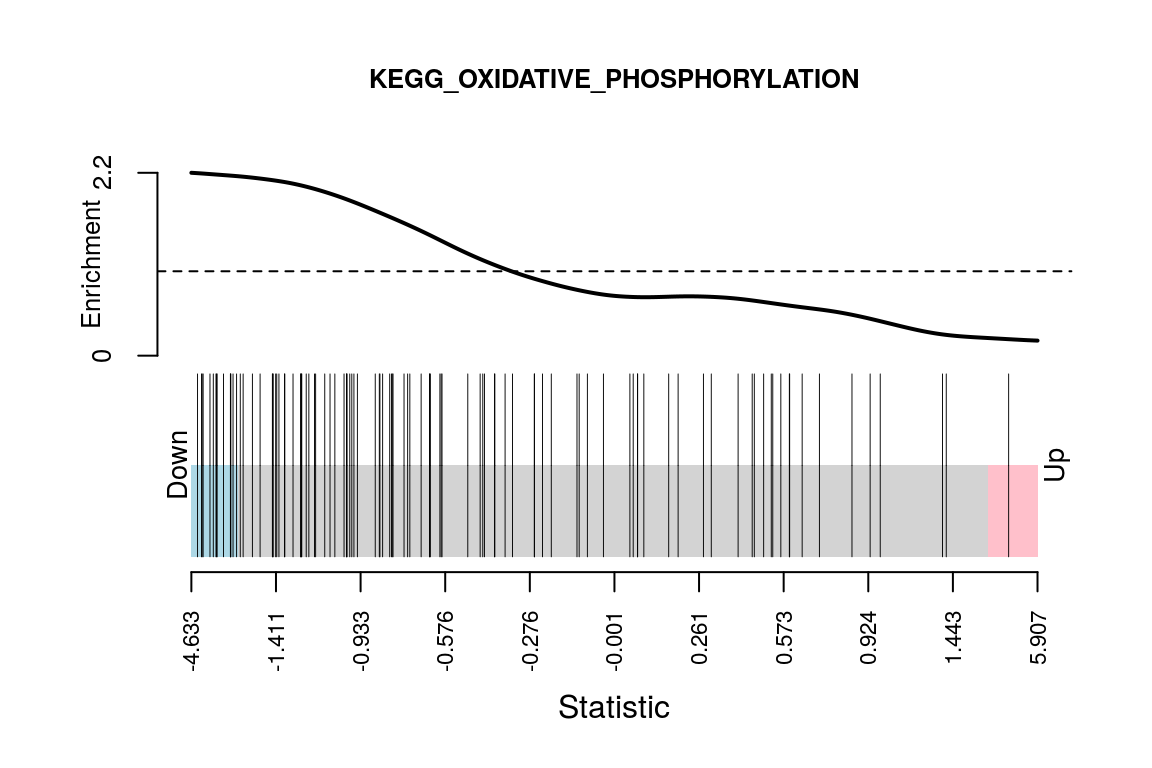 KEGG_OXIDATIVE_PHOSPHORYLATION
2.2
Enrichment
0
Down
Up
-4.633 -1.411 -0.933 -0.576 -0.276 -0.001 0.261 0.573 0.924 1.443 5.907
Statistic